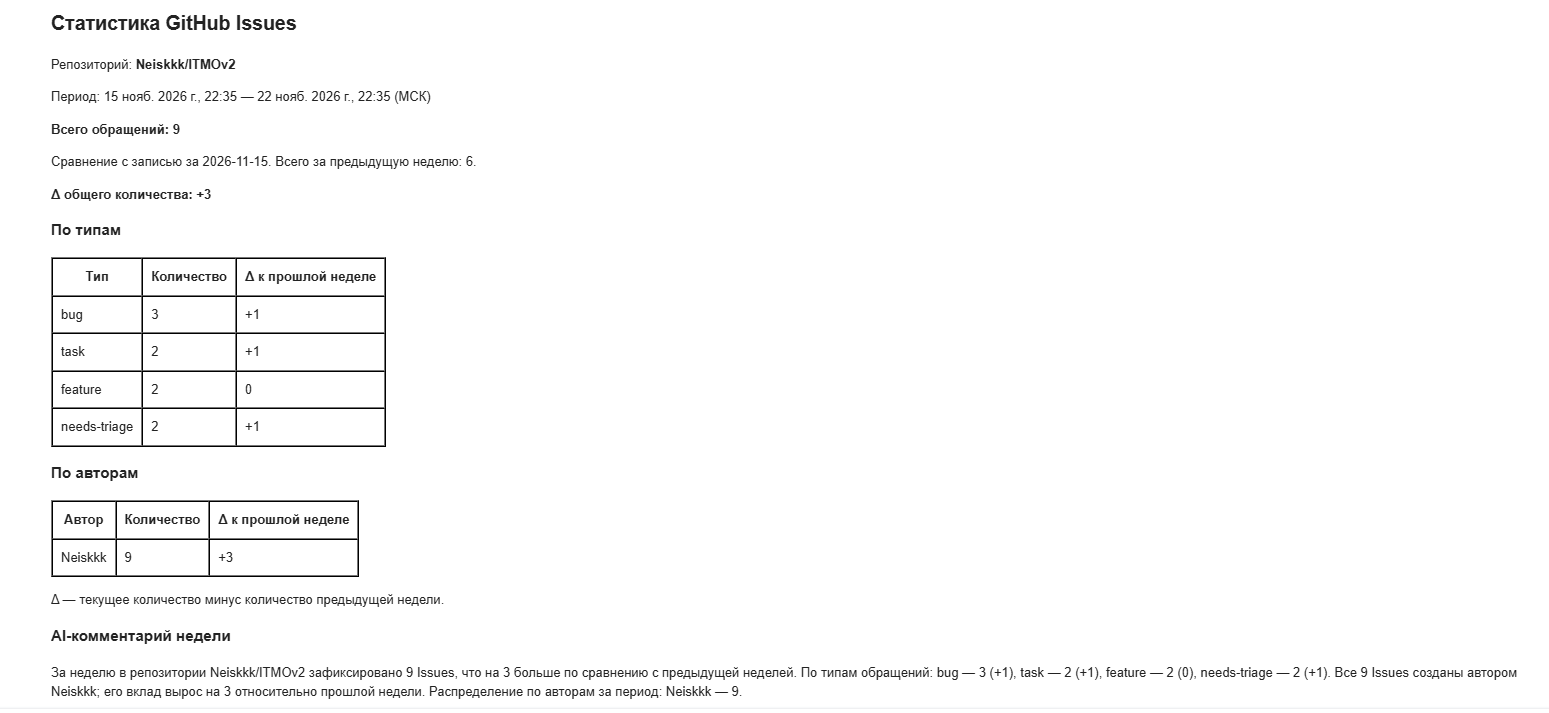 Статистика GitHub Issues
Репозиторий: Neiskkk/ITMOv2
Период: 15 нояб. 2026 г., 22:35 — 22 нояб. 2026 г., 22:35 (МСК)
Всего обращений: 9
Сравнение с записью за 2026-11-15. Всего за предыдущую неделю: 6.
Δ общего количества: +3
По типам
Тип Количество Δ к прошлой неделе
bug 3 +1
task 2 +1
feature 2 0
needs-triage 2 +1
По авторам
Автор Количество Δ к прошлой неделе
Neiskkk 9 +3
Δ — текущее количество минус количество предыдущей недели.
AI-комментарий недели
За неделю в репозитории Neiskkk/ITMOv2 зафиксировано 9 Issues, что на 3 больше по сравнению с предыдущей неделей. По типам обращений: bug — 3 (+1), task — 2 (+1), feature — 2 (0), needs-triage — 2 (+1). Все 9 Issues созданы автором
Neiskkk; его вклад вырос на 3 относительно прошлой недели. Распределение по авторам за период: Neiskkk — 9.